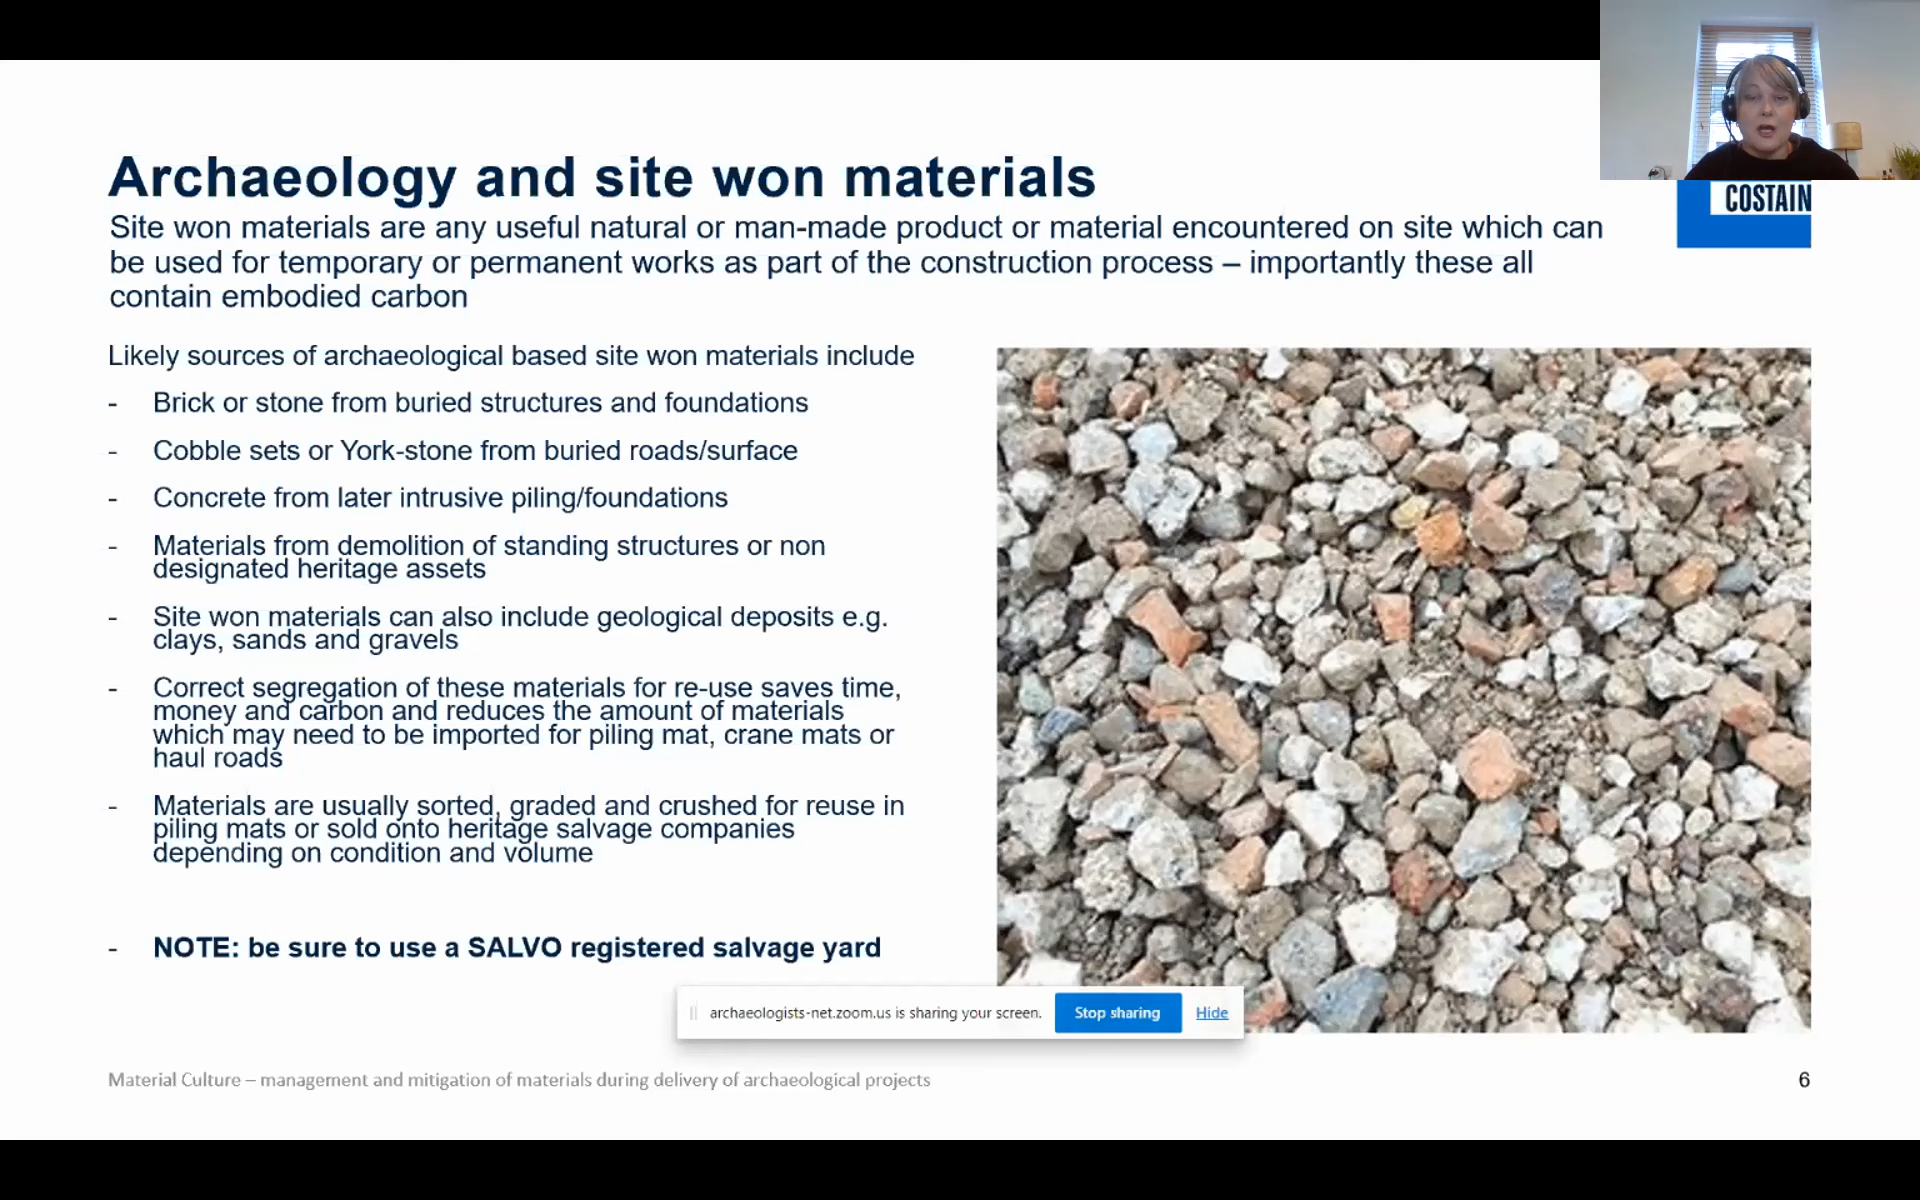 Archaeology and site won materials
COSTAIN
Site won materials are any useful natural or man-made product or material encountered on site which can
be used for temporary or permanent works as part of the construction process – importantly these all
contain embodied carbon
Likely sources of archaeological based site won materials include
- Brick or stone from buried structures and foundations
- Cobble sets or York-stone from buried roads/surface
- Concrete from later intrusive piling/foundations
- Materials from demolition of standing structures or non
designated heritage assets
- Site won materials can also include geological deposits e.g.
clays, sands and gravels
- Correct segregation of these materials for re-use saves time,
money and carbon and reduces the amount of materials
which may need to be imported for piling mat, crane mats or
haul roads
- Materials are usually sorted, graded and crushed for reuse in
piling mats or sold onto heritage salvage companies
depending on condition and volume
- NOTE: be sure to use a SALVO registered salvage yard
archaeologists-net.zoom.us is sharing your screen. Stop sharing Hide
Material Culture – management and mitigation of materials during delivery of archaeological projects
6